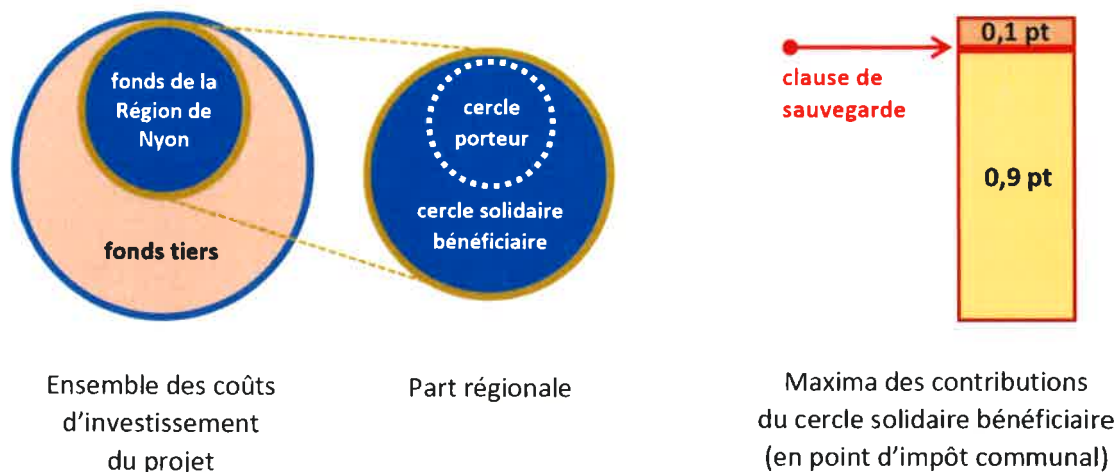 fonds de la
Région de
Nyon
fonds tiers
cercle
porteur
cercle solidaire
bénéficiaire
clause de
sauvegarde
0,1 pt
0,9 pt
Ensemble des coûts
d'investissement
du projet
Part régionale
Maxima des contributions
du cercle solidaire bénéficiaire
(en point d'impôt communal)